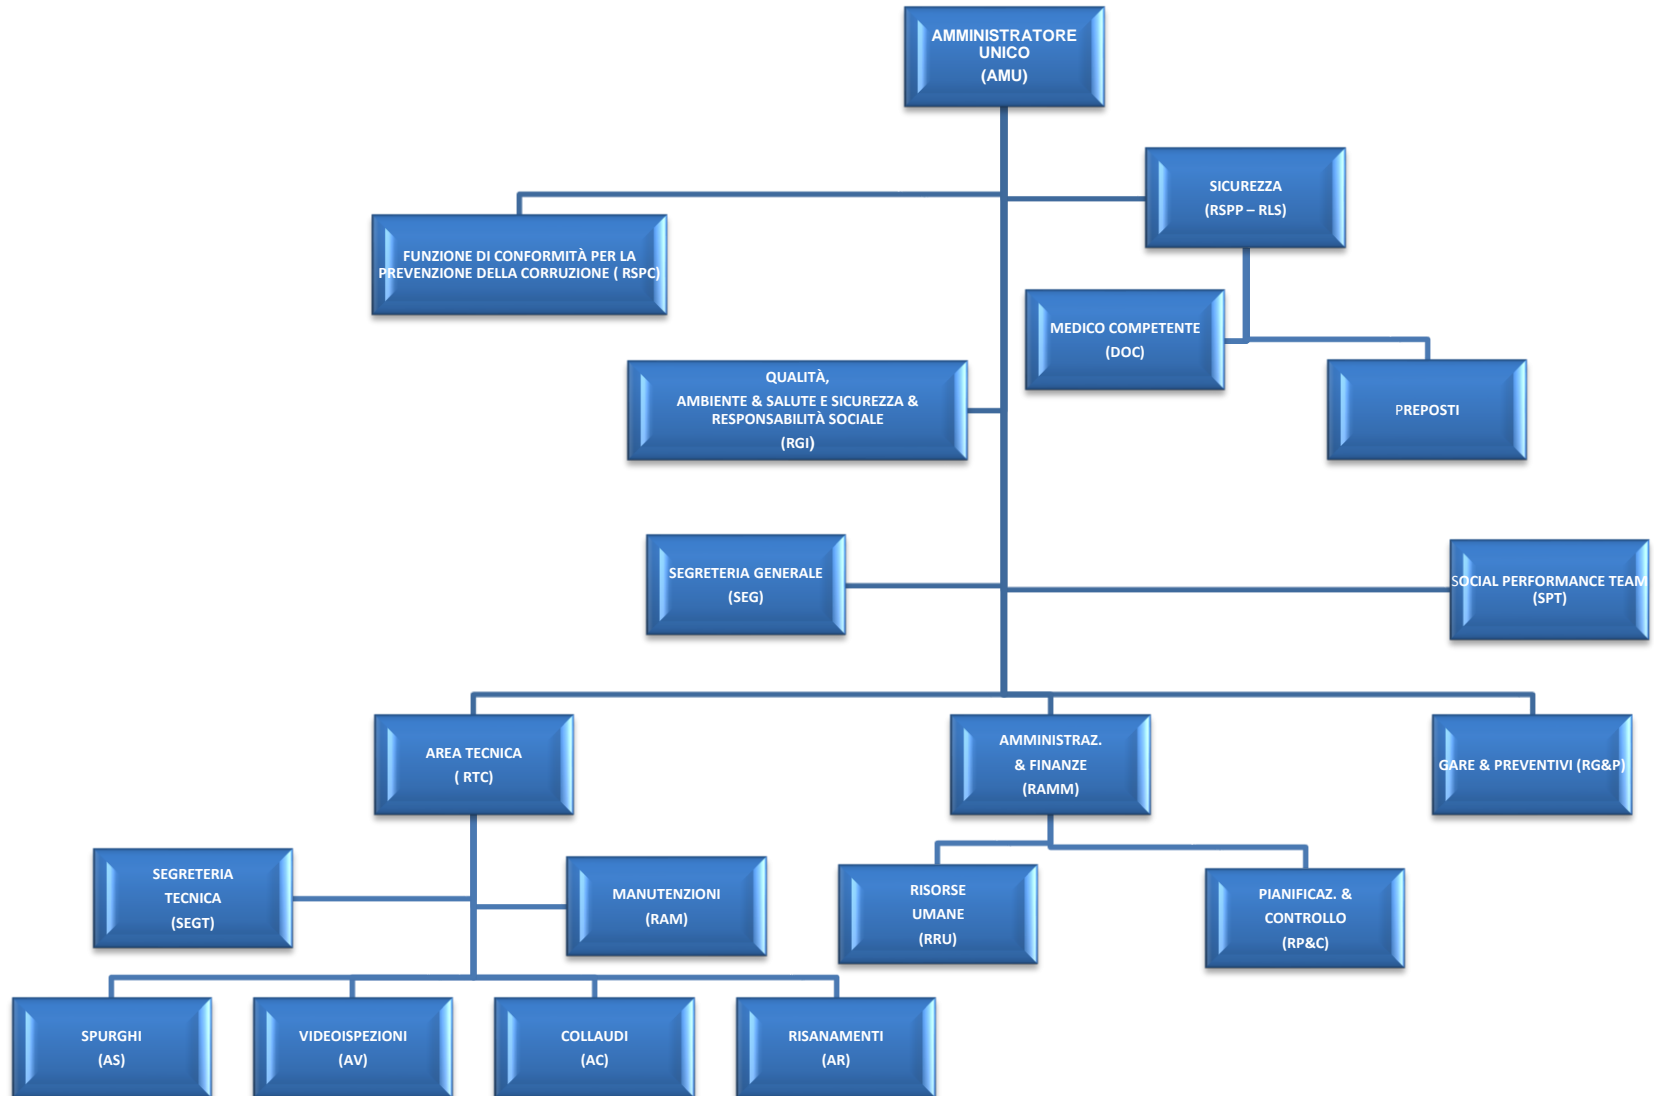 AMMINISTRATORE
UNICO
(AMU)
SICUREZZA
(RSPP – RLS)
FUNZIONE DI CONFORMITÀ PER LA
PREVENZIONE DELLA CORRUZIONE ( RSPC)
MEDICO COMPETENTE
(DOC)
PREPOSTI
QUALITÀ,
AMBIENTE & SALUTE E SICUREZZA &
RESPONSABILITÀ SOCIALE
(RGI)
SEGRETERIA GENERALE
(SEG)
SOCIAL PERFORMANCE TEAM
(SPT)
AREA TECNICA
( RTC)
AMMINISTRAZ.
& FINANZE
(RAMM)
GARE & PREVENTIVI (RG&P)
SEGRETERIA
TECNICA
(SEGT)
MANUTENZIONI
(RAM)
RISORSE
UMANE
(RRU)
PIANIFICAZ. &
CONTROLLO
(RP&C)
SPURGHI
(AS)
VIDEOISPEZIONI
(AV)
COLLAUDI
(AC)
RISANAMENTI
(AR)